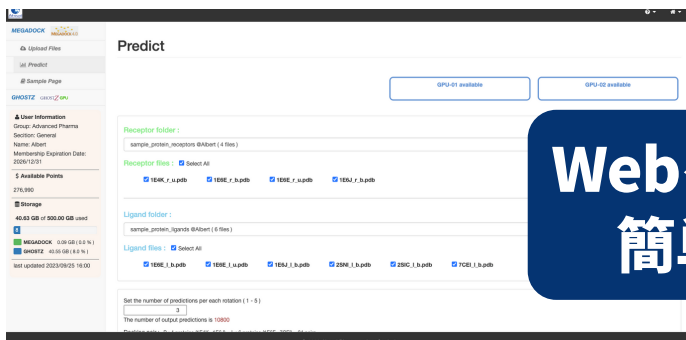 MEGADOCK
Upload Files
Predict
Sample Page
GHOSTZ GHOSTZ-GPU
User Information
Group: Advanced Pharma
Section: General
Name: Albert
Membership Expiration Date:
2026/12/31
$ Available Points
276,990
Storage
40.63 GB of 500.00 GB used
8
MEGADOCK 0.09 GB ( 0.0 % )
GHOSTZ 40.55 GB ( 8.0 % )
last updated 2023/09/25 16:00
Predict
GPU-01 available
GPU-02 available
Receptor folder :
sample_protein_receptors @Albert ( 4 files )
Receptor files : Select All
1E4K_r_u.pdb 1E6E_r_b.pdb 1E6E_r_u.pdb 1E6J_r_b.pdb
Ligand folder :
sample_protein_ligands @Albert ( 6 files )
Ligand files : Select All
1E6E_l_b.pdb 1E6E_l_u.pdb 1E6J_l_b.pdb 2SNI_l_b.pdb 2SIC_l_b.pdb 7CEI_l_b.pdb
Set the number of predictions per each rotation ( 1 - 5 )
3
The number of output predictions is 10800
Web
簡単